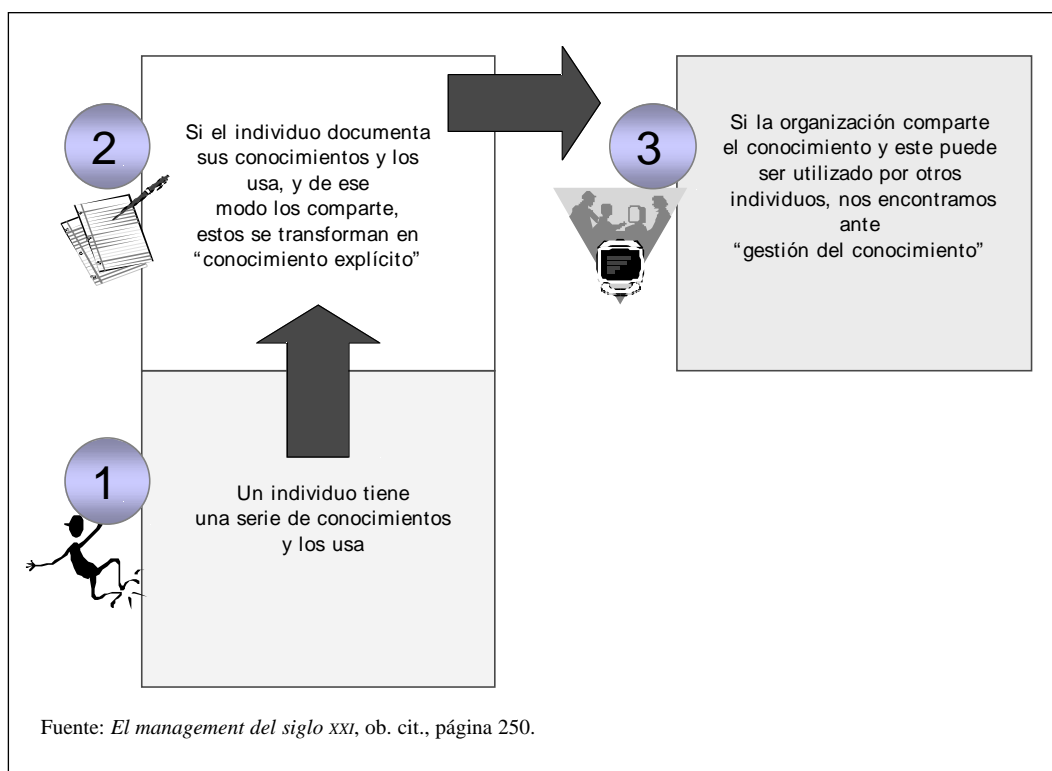 2
Si el individuo documenta
sus conocimientos y los
usa, y de ese
modo los comparte,
estos se transforman en
“conocimiento explícito”
3
Si la organización comparte
el conocimiento y este puede
ser utilizado por otros
individuos, nos encontramos
ante
“gestión del conocimiento”
1
Un individuo tiene
una serie de conocimientos
y los usa
Fuente: El management del siglo XXI, ob. cit., página 250.